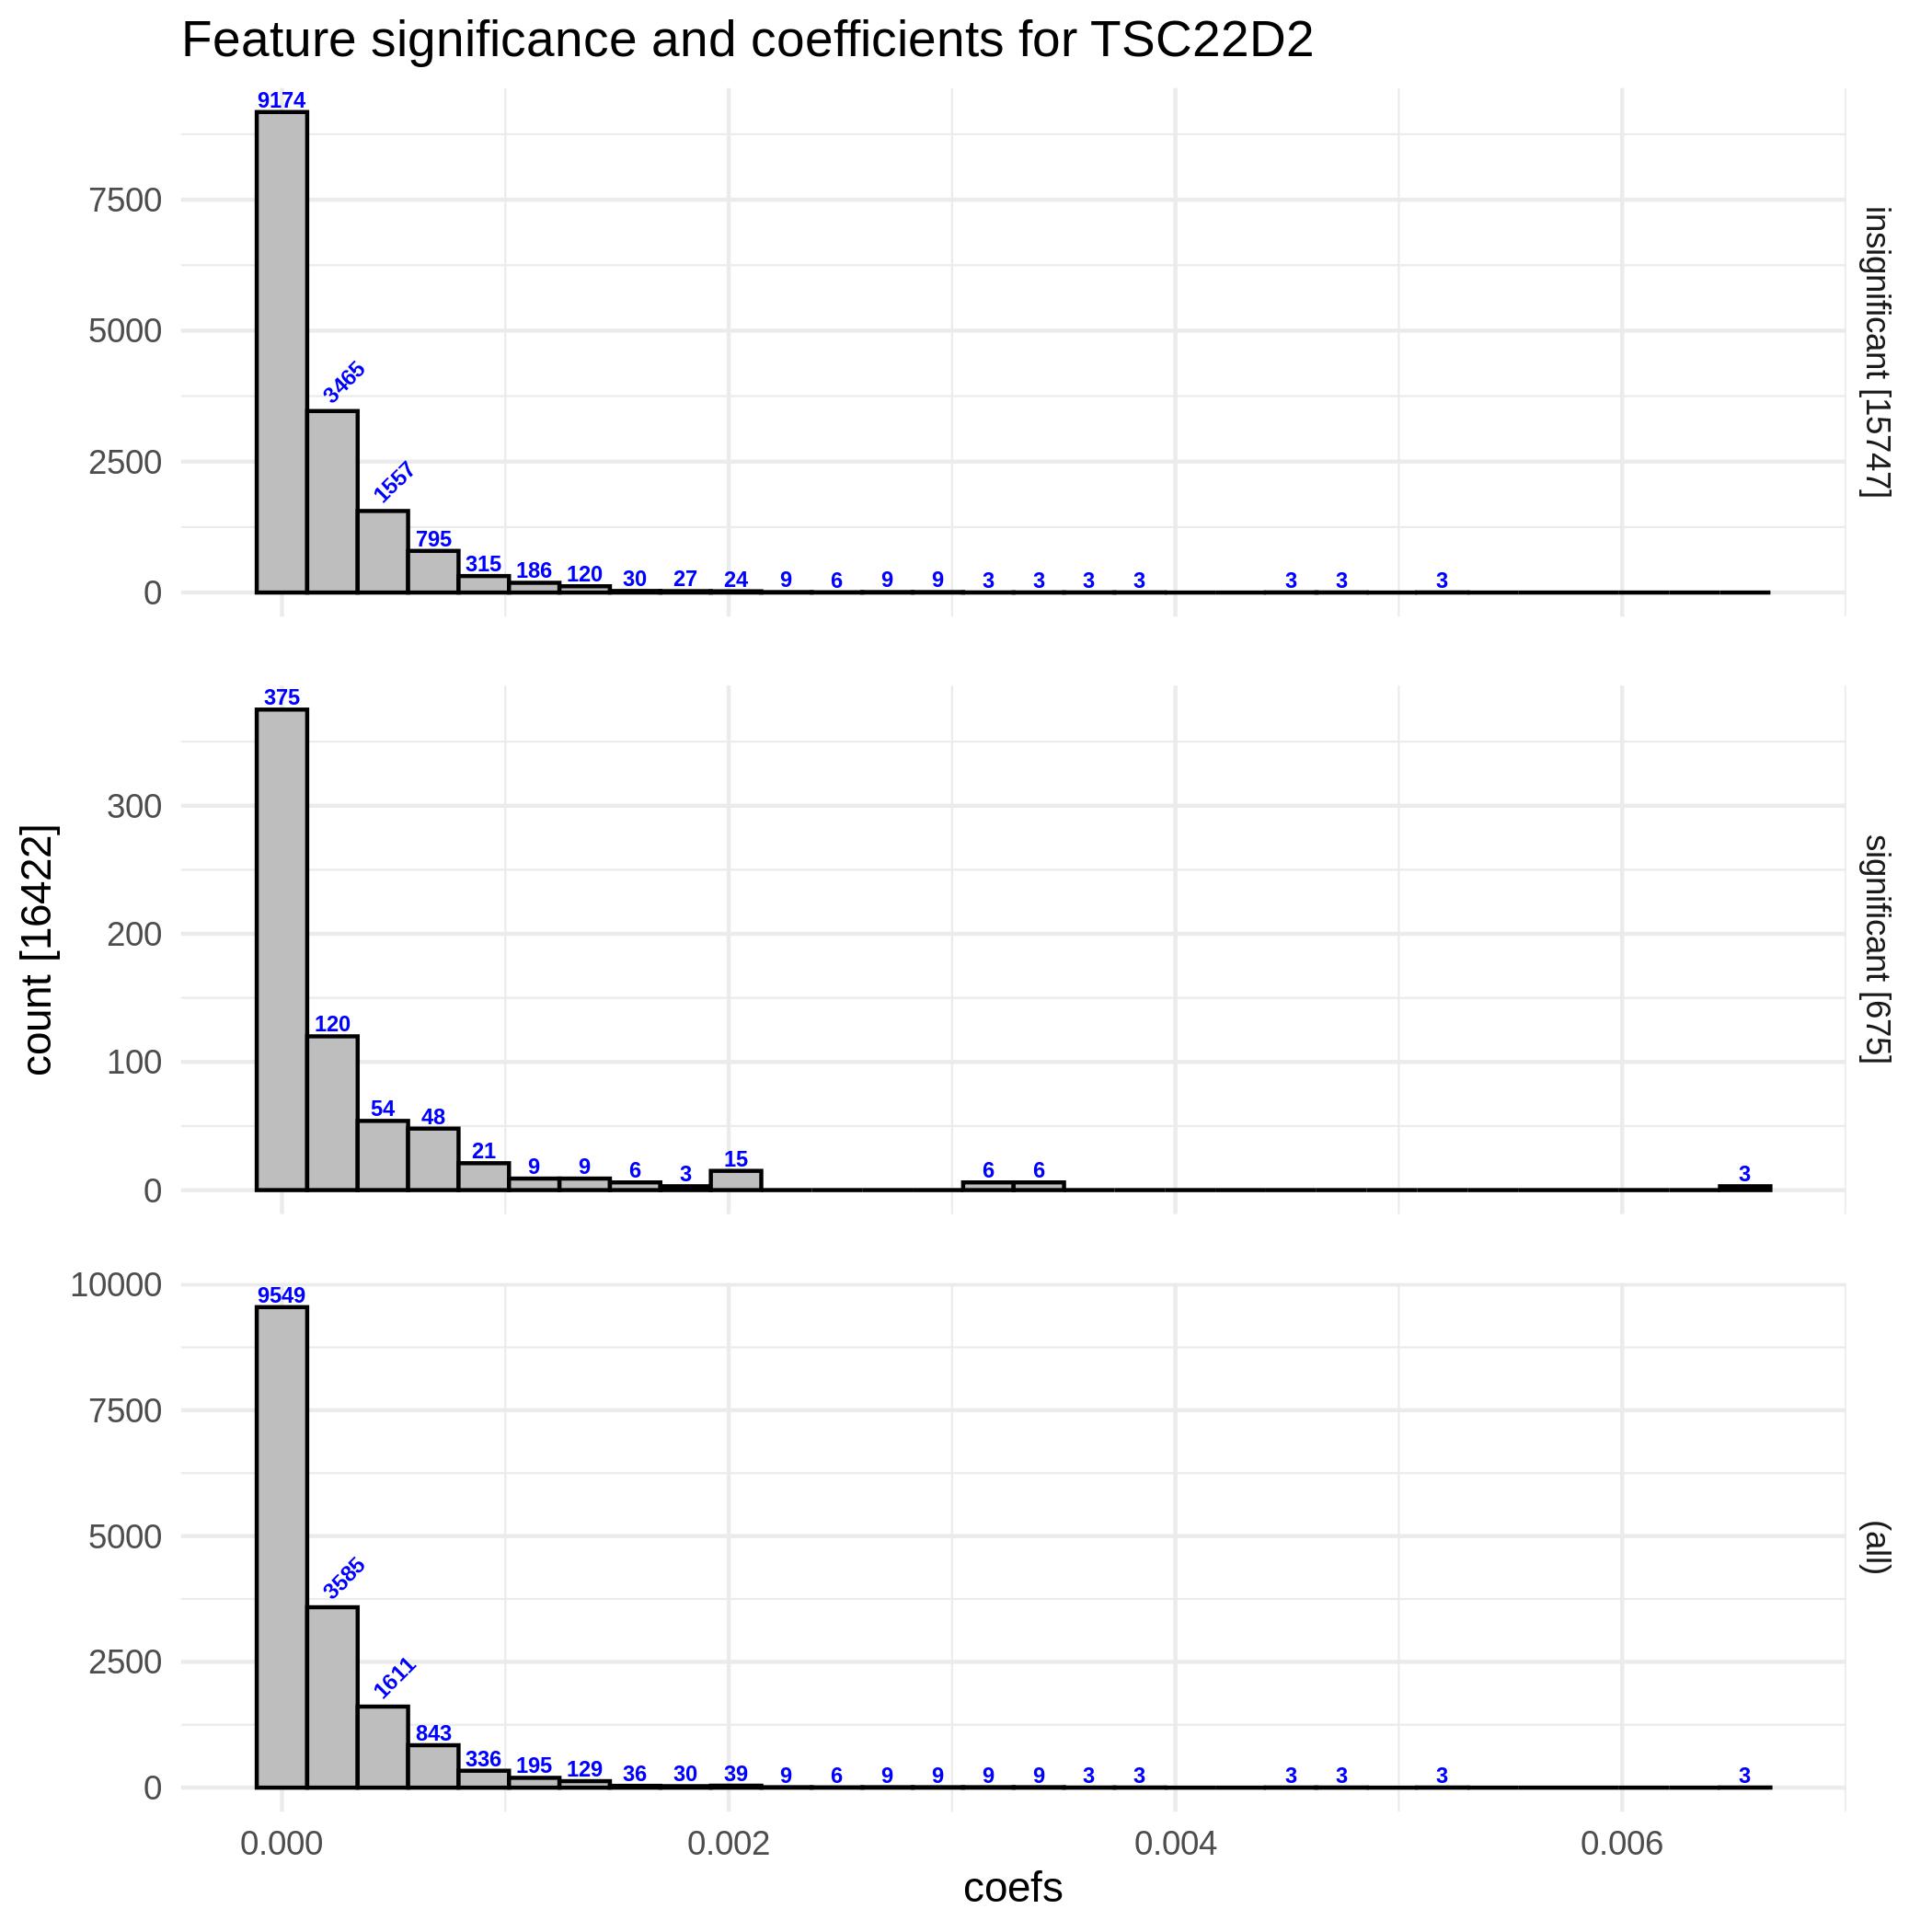 Feature significance and coefficients for TSC22D2
count [16422]
9174
7500
5000
2500
0
3465
1557
795
315 186 120 30 27 24 9 6 9 9 3 3 3 3 3 3 3
insignificant [15747]
375
300
200
100
0
120
54 48
21 9 9 6 3 15 6 6 3
significant [675]
10000
9549
7500
5000
2500
0
3585
1611
843
336 195 129 36 30 39 9 6 9 9 9 9 3 3 3 3 3 3
(all)
0.000 0.002 0.004 0.006
coefs